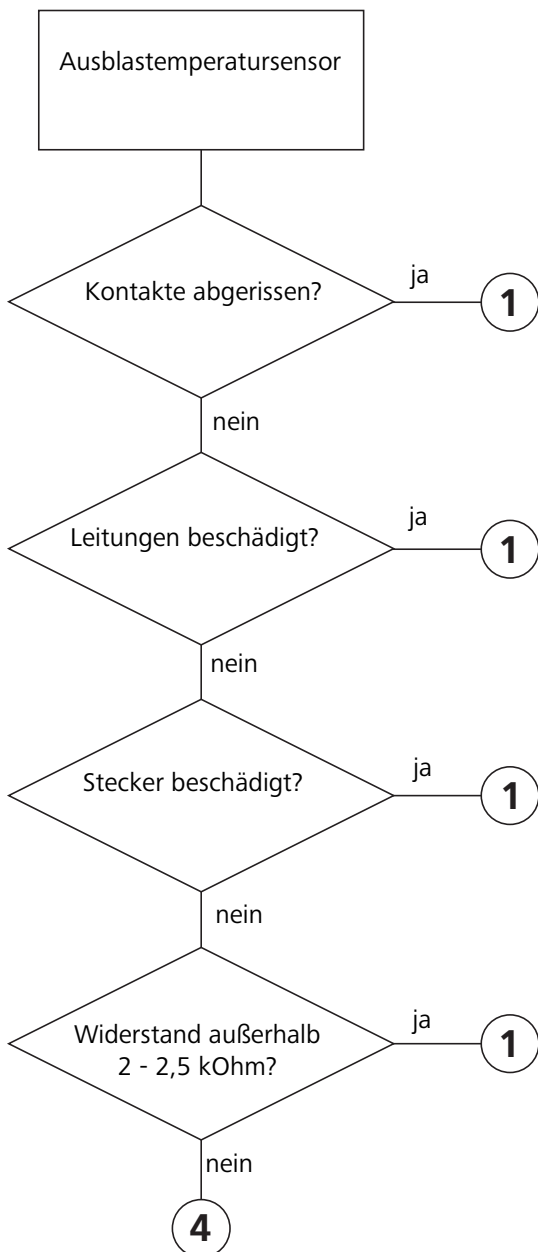 Ausblastemperatursensor
Kontakte abgerissen?
ja
1
nein
Leitungen beschädigt?
ja
1
nein
Stecker beschädigt?
ja
1
nein
Widerstand außerhalb
2 - 2,5 kOhm?
ja
1
nein
4